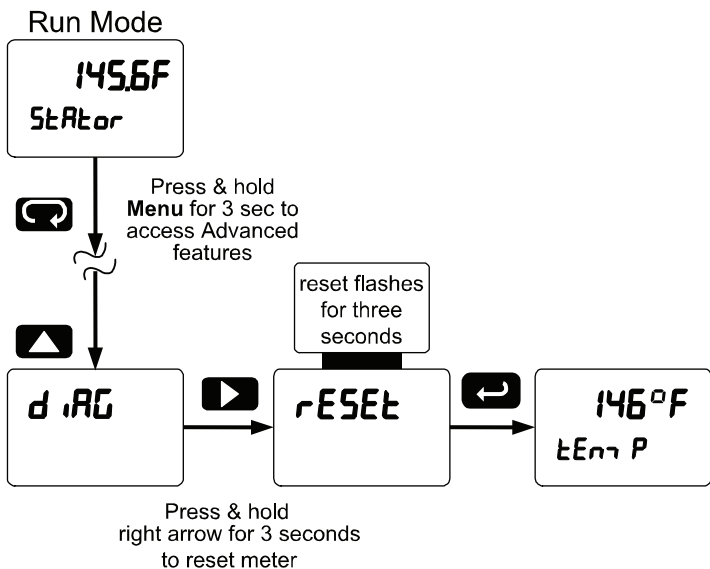 Run Mode
145.6F
StAtor
Press & hold
Menu for 3 sec to
access Advanced
features
reset flashes
for three
seconds
diAG
rESEt
146°F
tEmP
Press & hold
right arrow for 3 seconds
to reset meter